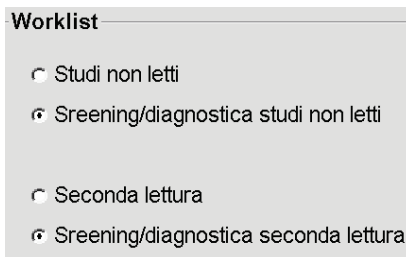 Worklist
Studi non letti
Sreening/diagnostica studi non letti
Seconda lettura
Sreening/diagnostica seconda lettura